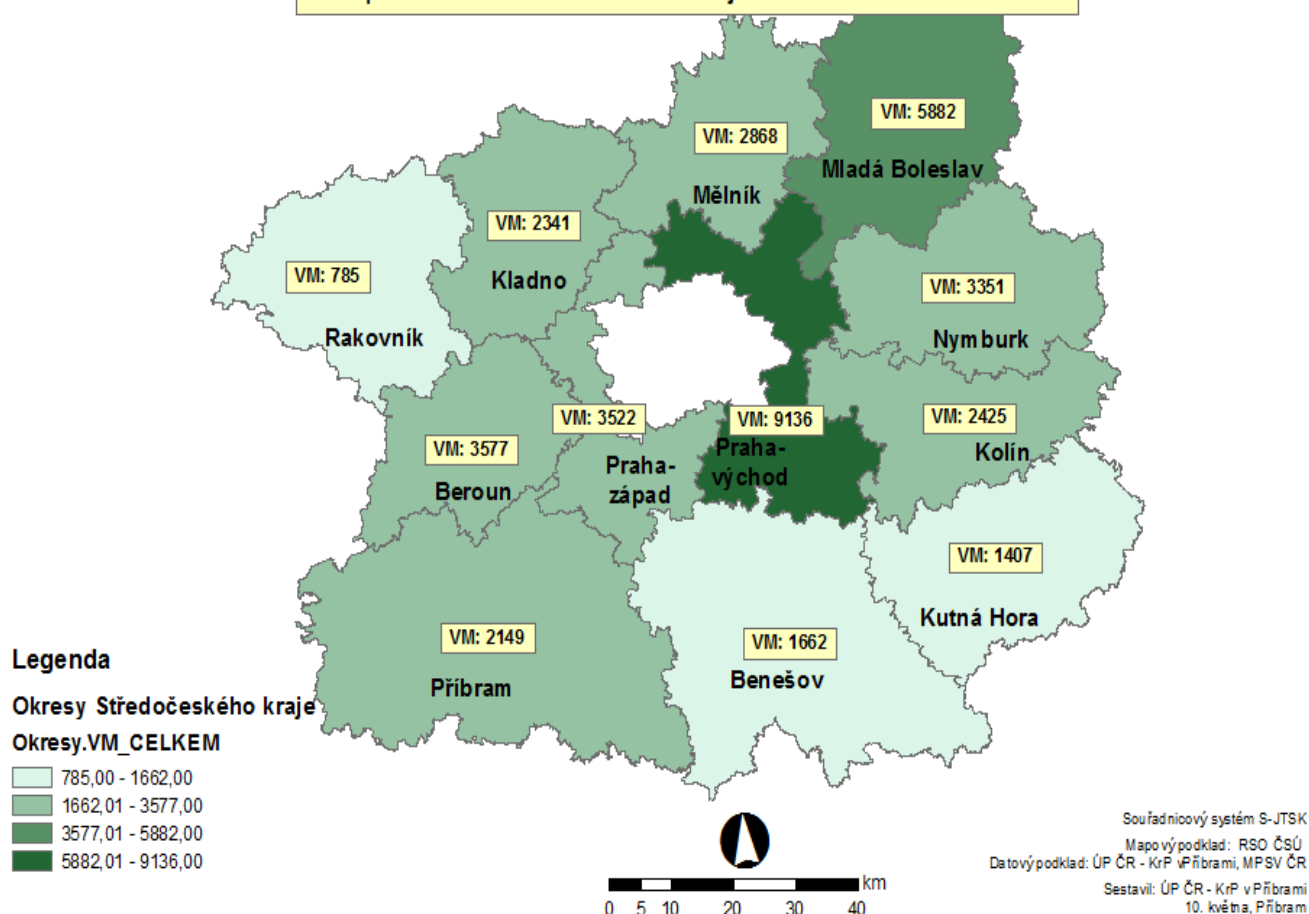 VM: 5882
VM: 2868
Mladá Boleslav
Mělník
VM: 2341
VM: 785
Kladno
VM: 3351
Rakovník
Nymburk
VM: 3522
VM: 9136
VM: 2425
VM: 3577
Praha-
východ
Kolín
Praha-
západ
Beroun
VM: 1407
Kutná Hora
VM: 2149
VM: 1662
Příbram
Benešov
Legenda
Okresy Středočeského kraje
Okresy.VM_CELKEM
785,00 - 1662,00
1662,01 - 3577,00
3577,01 - 5882,00
5882,01 - 9136,00
km
0 5 10 20 30 40
Souřadnicový systém S-JTSK
Mapový podklad: RSO ČSÚ
Datový podklad: ÚP ČR - KrP v Příbrami, MPSV ČR
Sestavil: ÚP ČR - KrP v Příbrami
10. května, Příbram